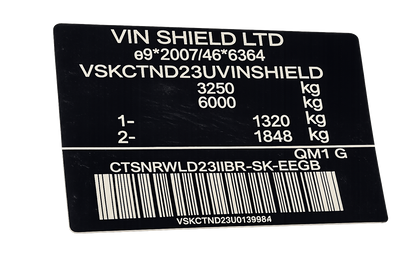 VIN SHIELD LTD
e9*2007/46*6364
VSKCTND23UVINSHIELD
3250 kg
6000 kg
1- 1320 kg
2- 1848 kg
QM1 G
CTSNRWLD23IIBR-SK-EEGB
VSKCTND23U0139984